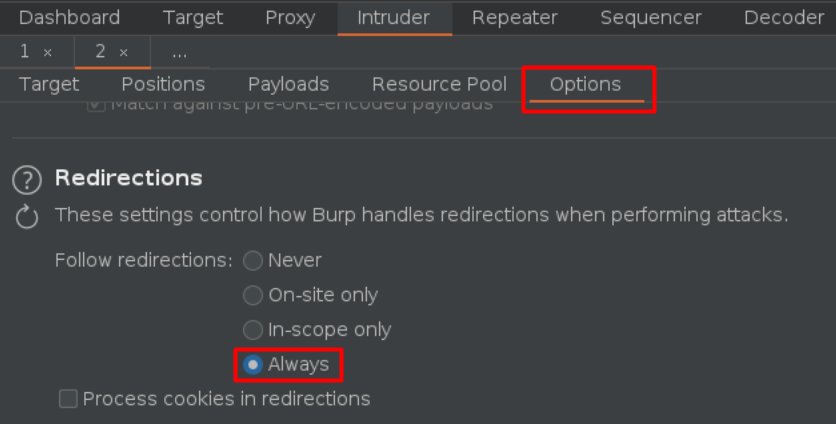 Dashboard Target Proxy Intruder Repeater Sequencer Decoder
1 × 2 × ...
Target Positions Payloads Resource Pool Options
Match against pre-URL-encoded payloads
? Redirections
These settings control how Burp handles redirections when performing attacks.
Follow redirections: Never
On-site only
In-scope only
Always
Process cookies in redirections